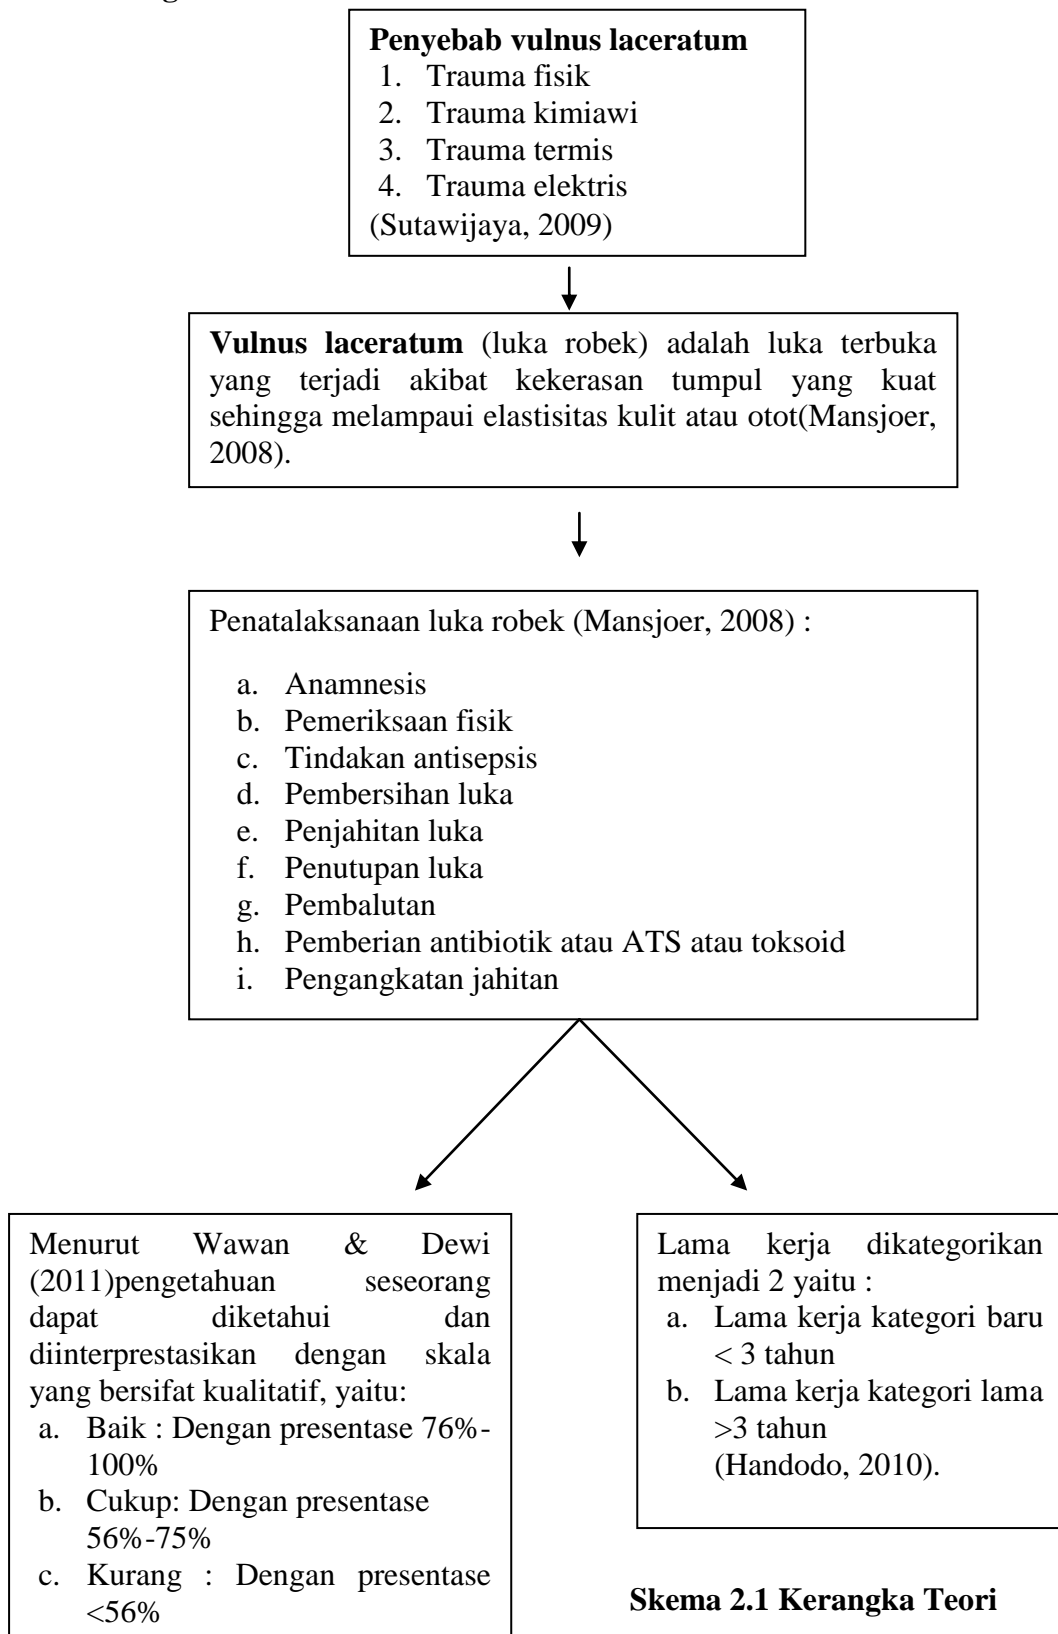 Penyebab vulnus laceratum
1. Trauma fisik
2. Trauma kimiawi
3. Trauma termis
4. Trauma elektris
(Sutawijaya, 2009)
Vulnus laceratum (luka robek) adalah luka terbuka
yang terjadi akibat kekerasan tumpul yang kuat
sehingga melampaui elastisitas kulit atau otot(Mansjoer,
2008).
Penatalaksanaan luka robek (Mansjoer, 2008) :
a. Anamnesis
b. Pemeriksaan fisik
c. Tindakan antisepsis
d. Pembersihan luka
e. Penjahitan luka
f. Penutupan luka
g. Pembalutan
h. Pemberian antibiotik atau ATS atau toksoid
i. Pengangkatan jahitan
Menurut Wawan & Dewi
(2011)pengetahuan seseorang
dapat diketahui dan
diinterprestasikan dengan skala
yang bersifat kualitatif, yaitu:
a. Baik : Dengan presentase 76%-
100%
b. Cukup: Dengan presentase
56%-75%
c. Kurang : Dengan presentase
<56%
Lama kerja dikategorikan
menjadi 2 yaitu :
a. Lama kerja kategori baru
< 3 tahun
b. Lama kerja kategori lama
>3 tahun
(Handodo, 2010).
Skema 2.1 Kerangka Teori